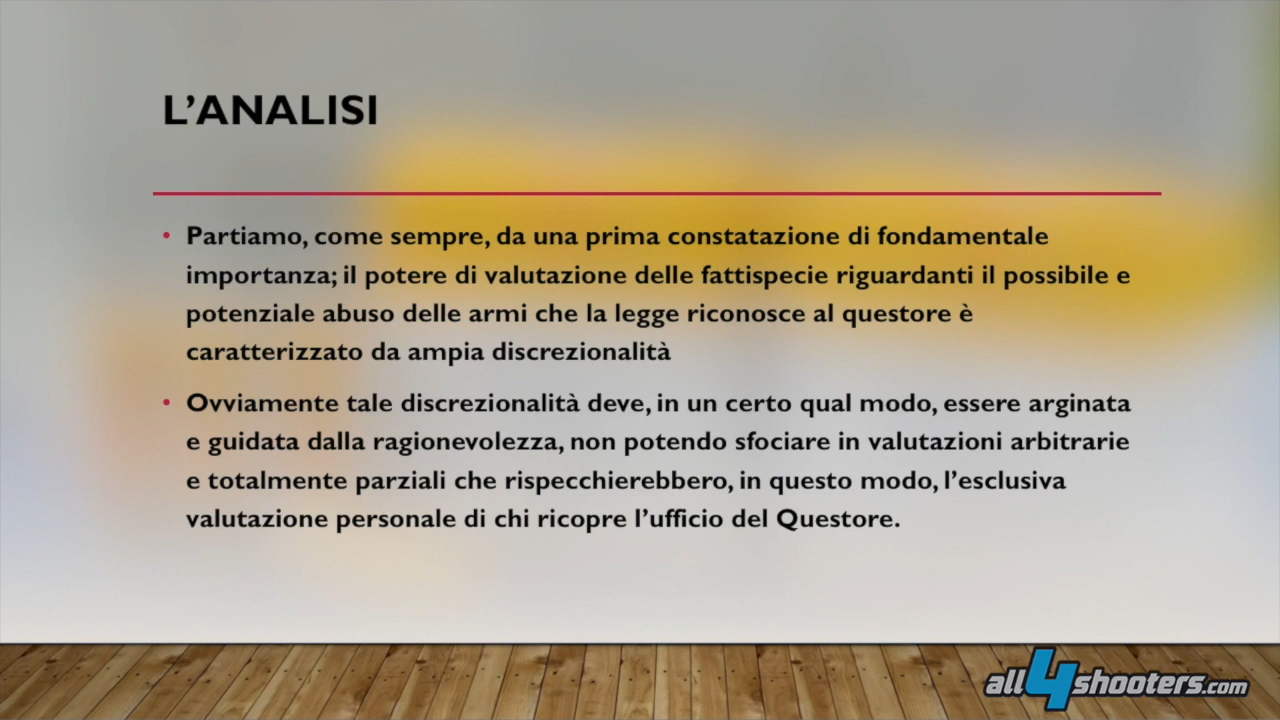 L’ANALISI
• Partiamo, come sempre, da una prima constatazione di fondamentale
importanza; il potere di valutazione delle fattispecie riguardanti il possibile e
potenziale abuso delle armi che la legge riconosce al questore è
caratterizzato da ampia discrezionalità
• Ovviamente tale discrezionalità deve, in un certo qual modo, essere arginata
e guidata dalla ragionevolezza, non potendo sfociare in valutazioni arbitrarie
e totalmente parziali che rispecchierebbero, in questo modo, l’esclusiva
valutazione personale di chi ricopre l’ufficio del Questore.
all4shooters.com